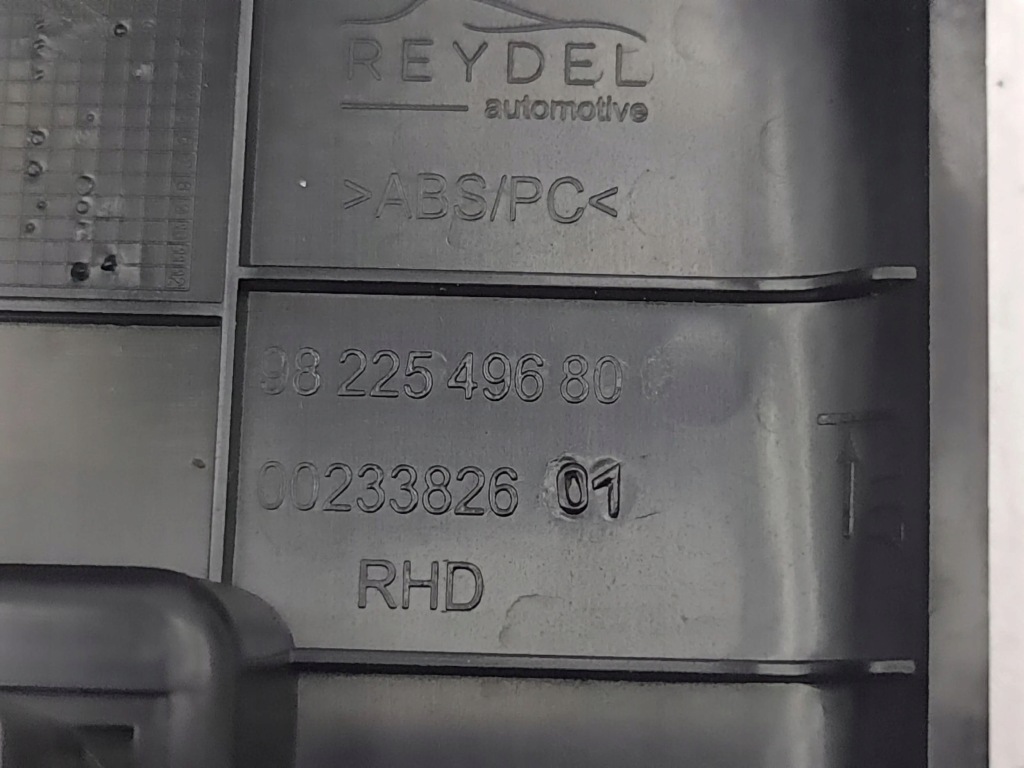 REYDEL
automotive
>ABS/PC<
98 225 496 80
00233826 01
RHD